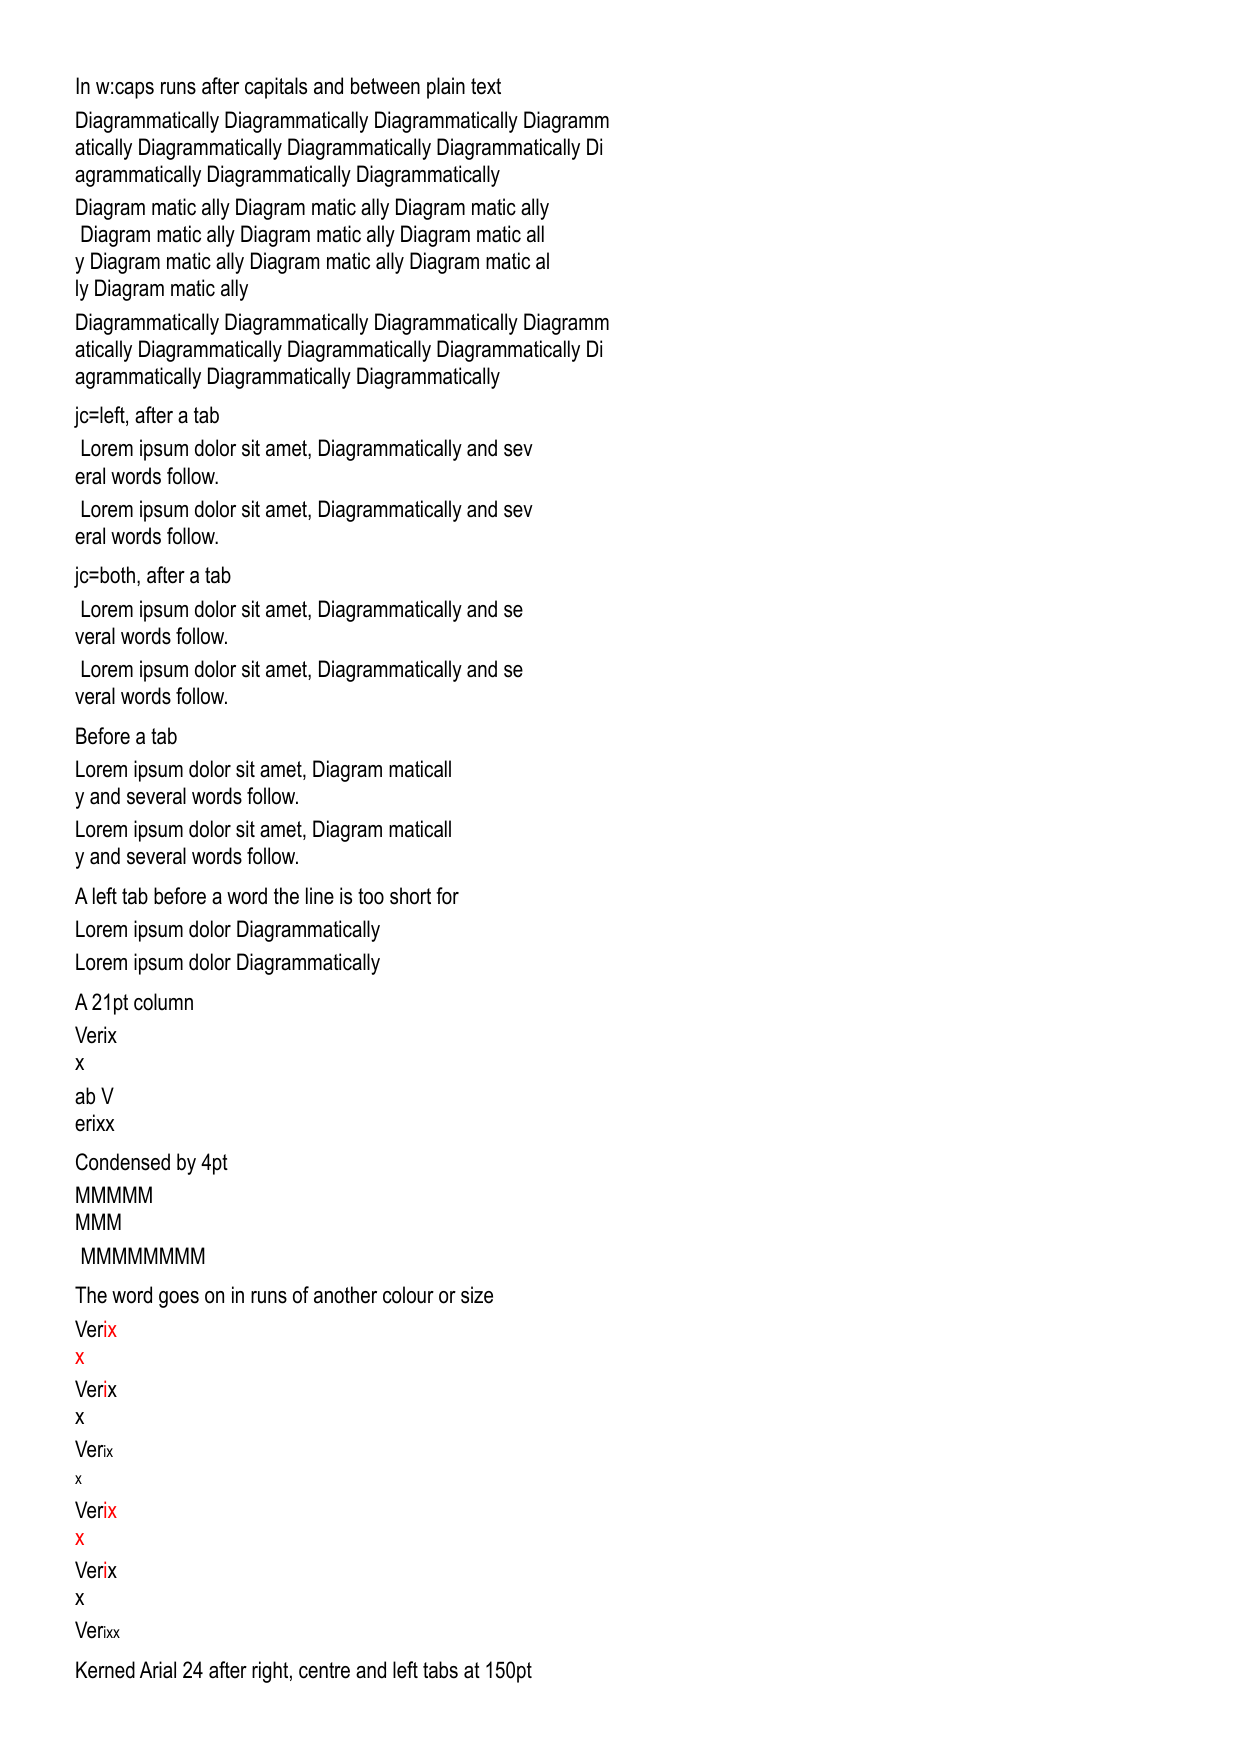 In w:caps runs after capitals and between plain text
Diagrammatically Diagrammatically Diagrammatically Diagramm
atically Diagrammatically Diagrammatically Diagrammatically Di
agrammatically Diagrammatically Diagrammatically
Diagram matic ally Diagram matic ally Diagram matic ally
Diagram matic ally Diagram matic ally Diagram matic all
y Diagram matic ally Diagram matic ally Diagram matic al
ly Diagram matic ally
Diagrammatically Diagrammatically Diagrammatically Diagramm
atically Diagrammatically Diagrammatically Diagrammatically Di
agrammatically Diagrammatically Diagrammatically
jc=left, after a tab
Lorem ipsum dolor sit amet, Diagrammatically and sev
eral words follow.
Lorem ipsum dolor sit amet, Diagrammatically and sev
eral words follow.
jc=both, after a tab
Lorem ipsum dolor sit amet, Diagrammatically and se
veral words follow.
Lorem ipsum dolor sit amet, Diagrammatically and se
veral words follow.
Before a tab
Lorem ipsum dolor sit amet, Diagram maticall
y and several words follow.
Lorem ipsum dolor sit amet, Diagram maticall
y and several words follow.
A left tab before a word the line is too short for
Lorem ipsum dolor Diagrammatically
Lorem ipsum dolor Diagrammatically
A 21pt column
Verix
x
ab V
erixx
Condensed by 4pt
MMMMM
MMM
MMMMMMMM
The word goes on in runs of another colour or size
Verix
x
Verix
x
Verix
x
Verix
x
Verix
x
Verixx
Kerned Arial 24 after right, centre and left tabs at 150pt